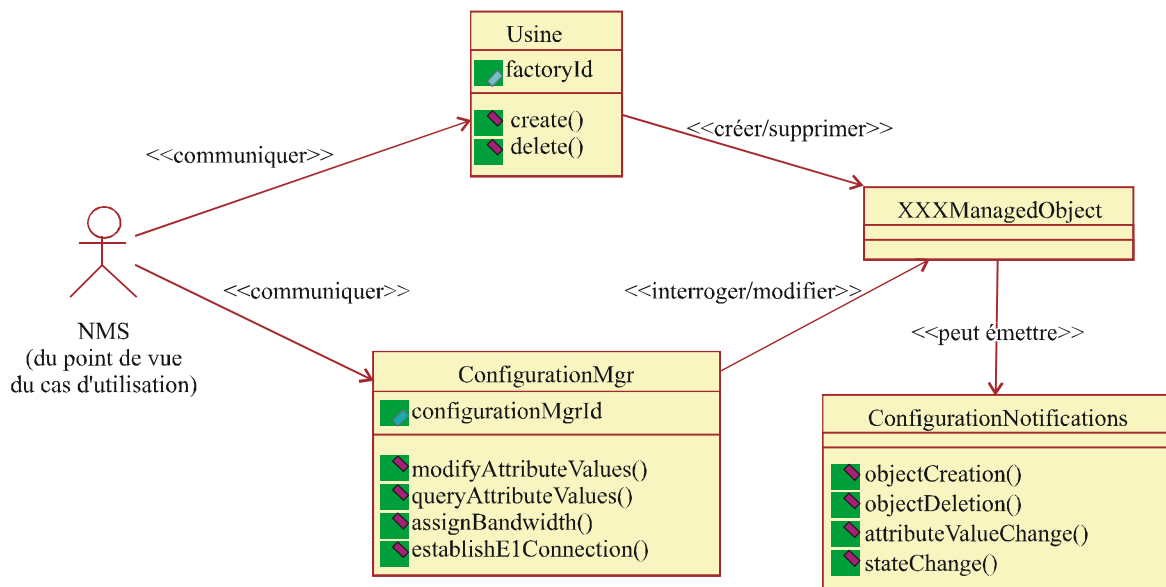 Usine
factoryId
create()
delete()
<<communiquer>>
<<créer/supprimer>>
XXXManagedObject
NMS
(du point de vue
du cas d'utilisation)
<<communiquer>>
<<interroger/modifier>>
<<peut émettre>>
ConfigurationMgr
configurationMgrId
modifyAttributeValues()
queryAttributeValues()
assignBandwidth()
establishE1Connection()
ConfigurationNotifications
objectCreation()
objectDeletion()
attributeValueChange()
stateChange()